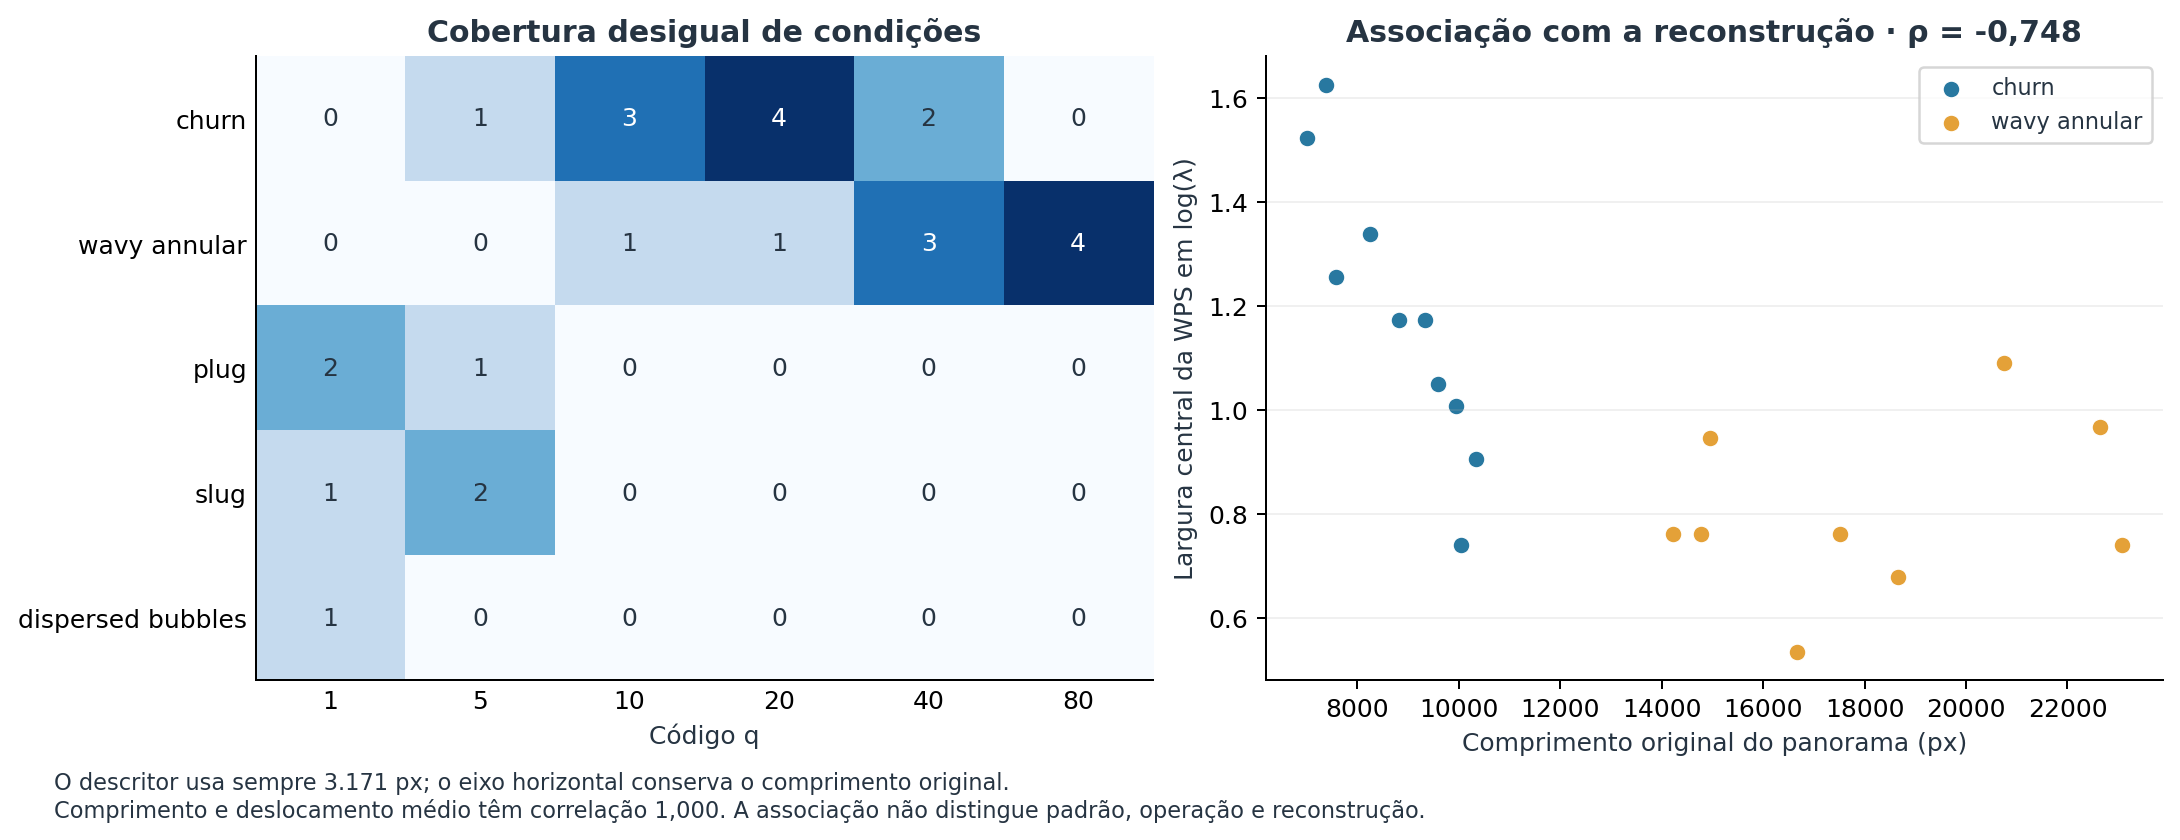 Cobertura desigual de condições
churn 0 1 3 4 2 0
wavy annular 0 0 1 1 3 4
plug 2 1 0 0 0 0
slug 1 2 0 0 0 0
dispersed bubbles 1 0 0 0 0 0
1 5 10 20 40 80
Código q
Associação com a reconstrução · ρ = -0,748
churn
wavy annular
Largura central da WPS em log(λ)
1.6
1.4
1.2
1.0
0.8
0.6
8000 10000 12000 14000 16000 18000 20000 22000
Comprimento original do panorama (px)
O descritor usa sempre 3.171 px; o eixo horizontal conserva o comprimento original.
Comprimento e deslocamento médio têm correlação 1,000. A associação não distingue padrão, operação e reconstrução.